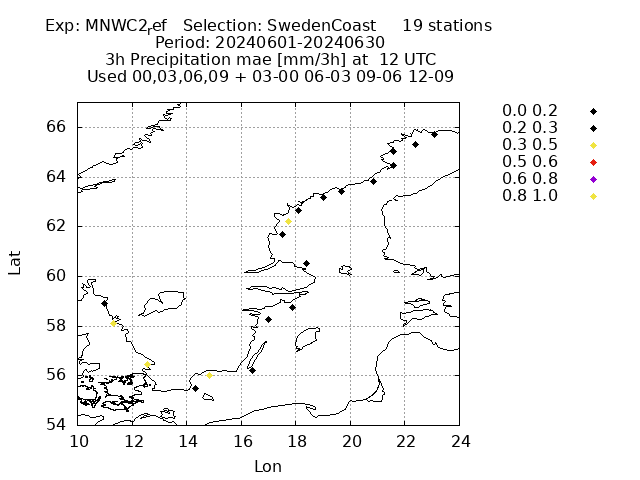 Exp: MNWC2ref Selection: SwedenCoast 19 stations
Period: 20240601-20240630
3h Precipitation mae [mm/3h] at 12 UTC
Used 00,03,06,09 + 03-00 06-03 09-06 12-09
0.0 0.2
0.2 0.3
0.3 0.5
0.5 0.6
0.6 0.8
0.8 1.0
66
64
62
60
58
56
54
Lat
10 12 14 16 18 20 22 24
Lon